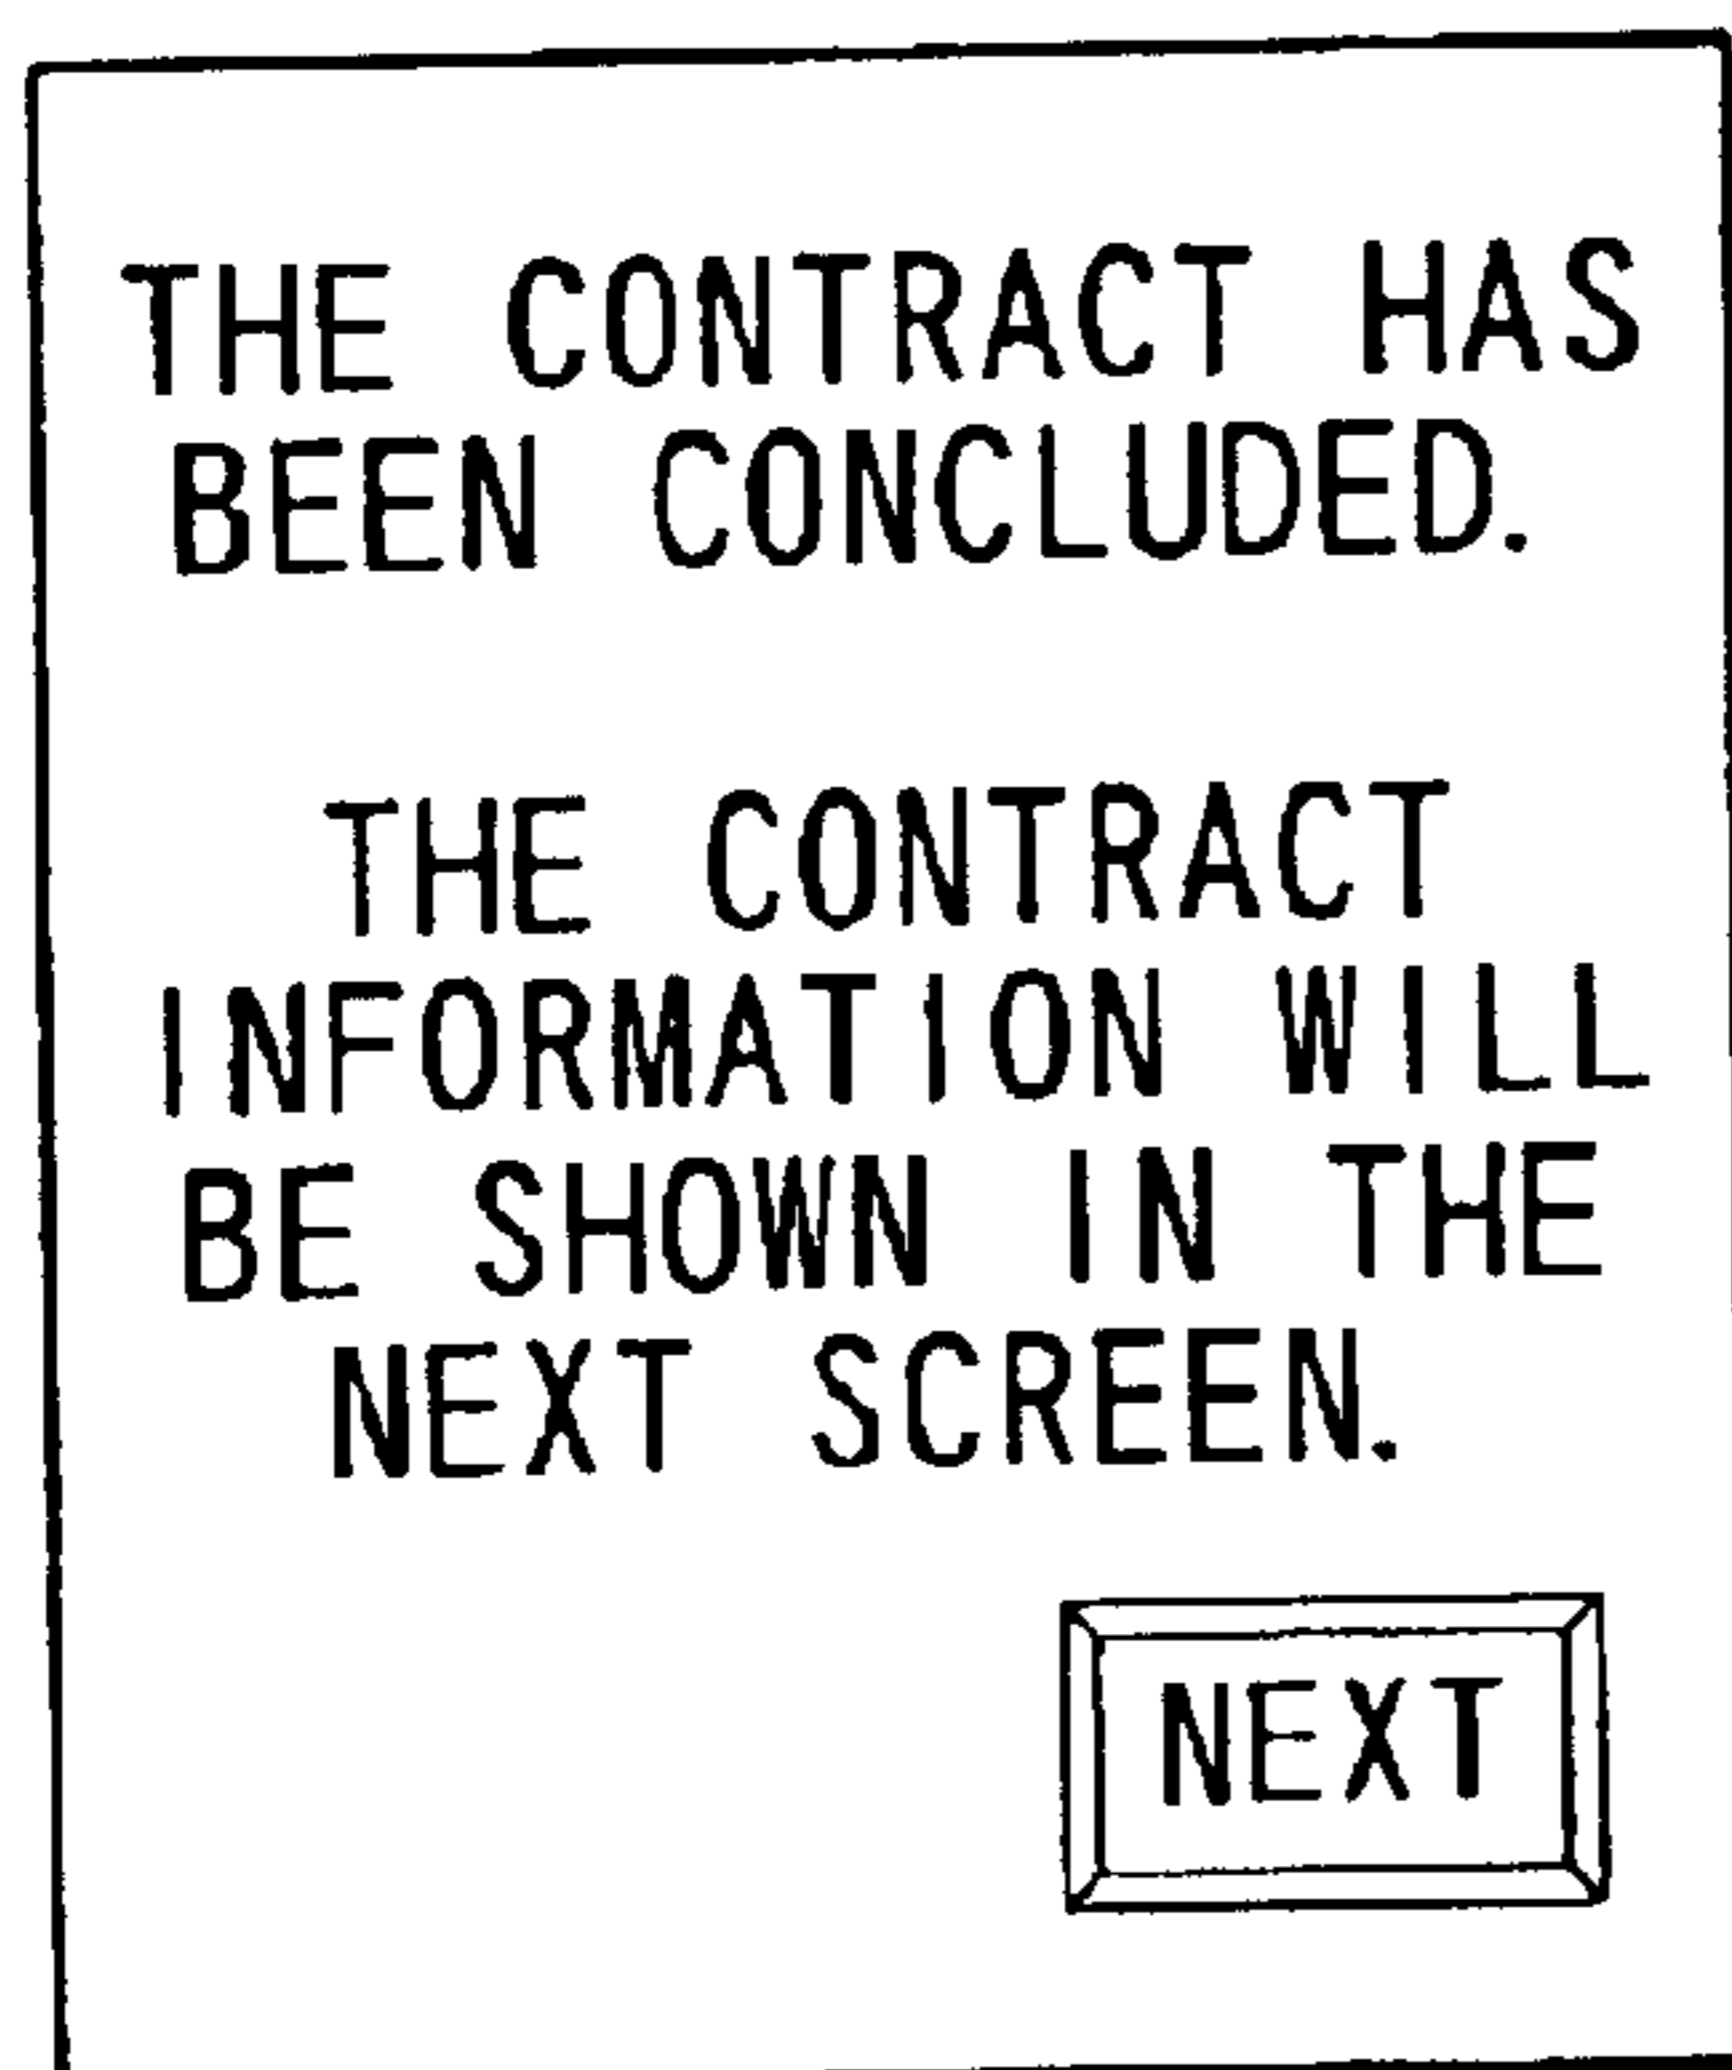 THE CONTRACT HAS
BEEN CONCLUDED.
THE CONTRACT
INFORMATION WILL
BE SHOWN IN THE
NEXT SCREEN.
NEXT